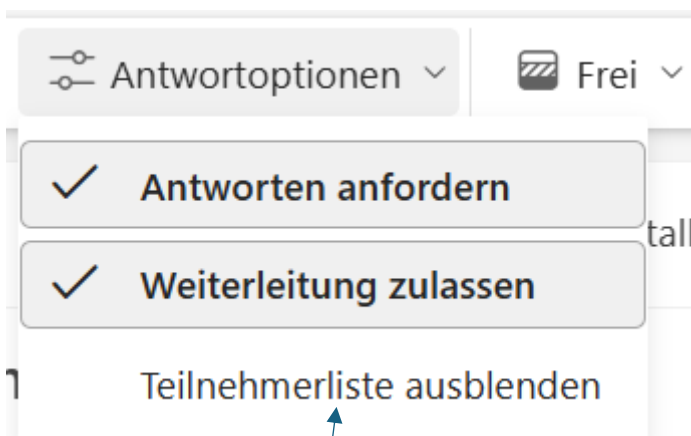 Antwortoptionen Frei
Antworten anfordern
Weiterleitung zulassen
Teilnehmerliste ausblenden